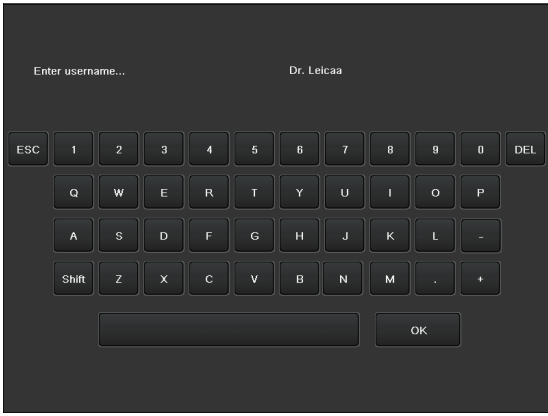 Enter username... Dr. Leicaa
ESC 1 2 3 4 5 6 7 8 9 0 DEL
Q W E R T Y U I O P
A S D F G H J K L -
Shift Z X C V B N M . +
OK